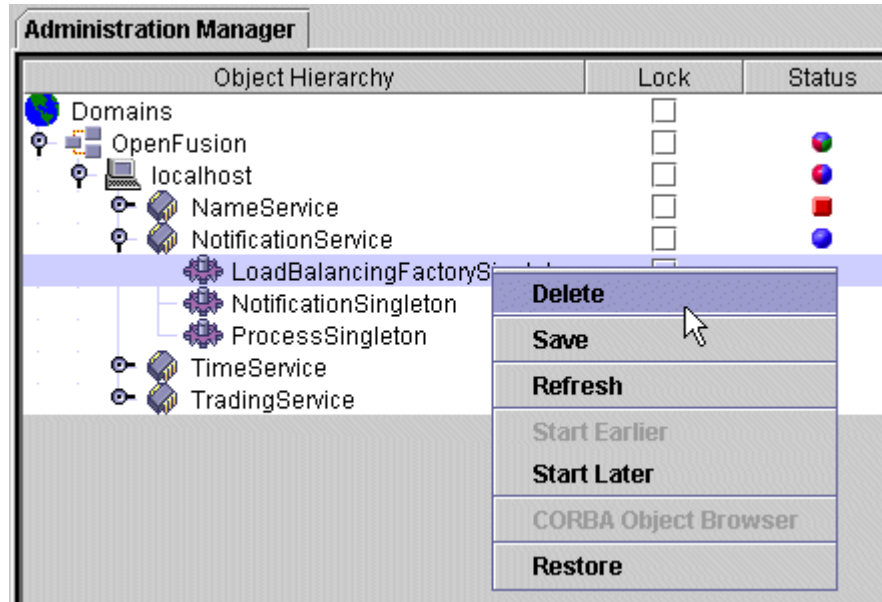 Administration Manager
Object Hierarchy Lock Status
Domains
OpenFusion
localhost
NameService
NotificationService
LoadBalancingFactorySi
NotificationSingleton
ProcessSingleton
TimeService
TradingService
Delete
Save
Refresh
Start Earlier
Start Later
CORBA Object Browser
Restore